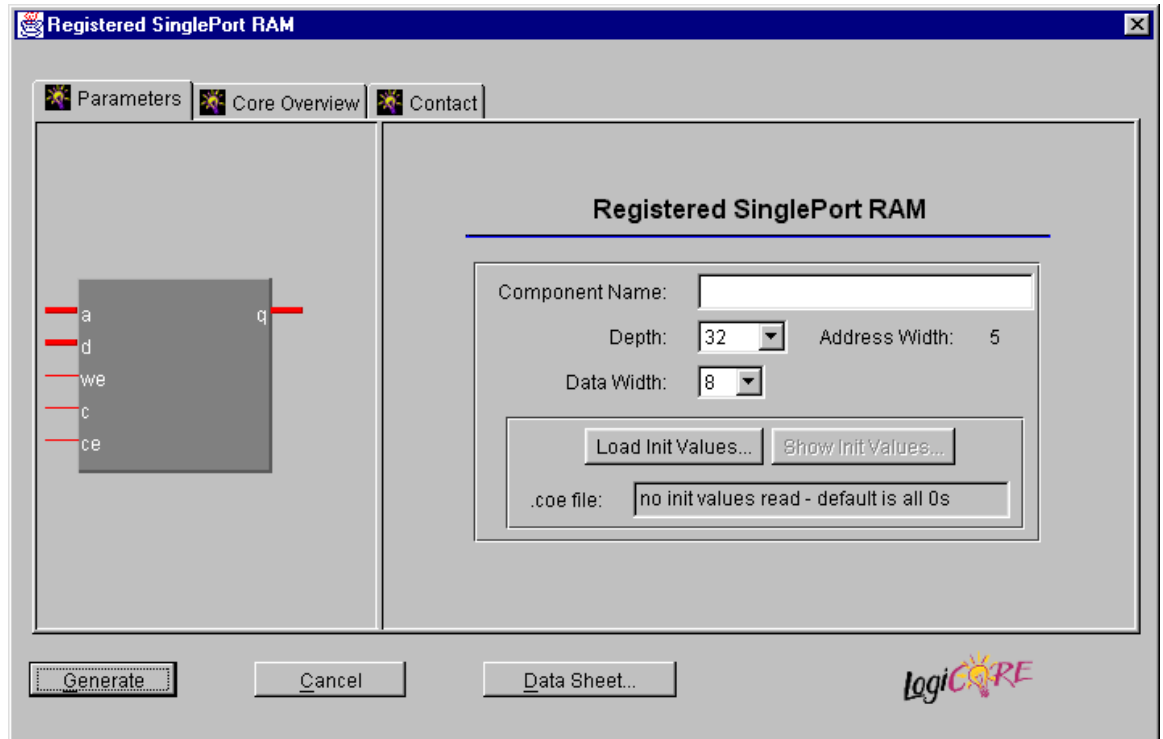 Registered SinglePort RAM
Parameters Core Overview Contact
Registered SinglePort RAM
a q
d
we
c
ce
Component Name:
Depth: 32 Address Width: 5
Data Width: 8
Load Init Values... Show Init Values...
.coe file: no init values read - default is all 0s
Generate Cancel Data Sheet... LogiCORE